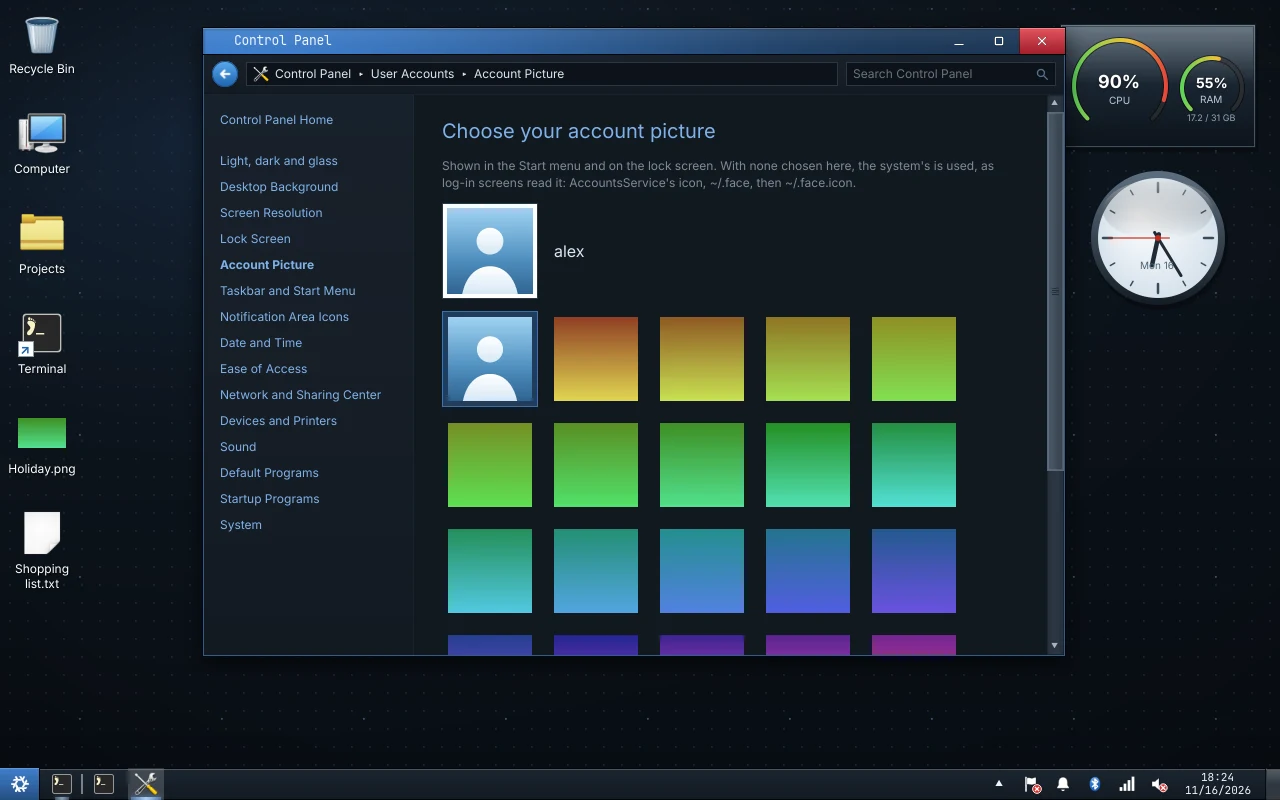 Recycle Bin
Computer
Projects
Terminal
Holiday.png
Shopping
list.txt
Control Panel
Control Panel ▸ User Accounts ▸ Account Picture
Search Control Panel
Control Panel Home
Light, dark and glass
Desktop Background
Screen Resolution
Lock Screen
Account Picture
Taskbar and Start Menu
Notification Area Icons
Date and Time
Ease of Access
Network and Sharing Center
Devices and Printers
Sound
Default Programs
Startup Programs
System
Choose your account picture
Shown in the Start menu and on the lock screen. With none chosen here, the system's is used, as
log-in screens read it: AccountsService's icon, ~/.face, then ~/.face.icon.
alex
90%
CPU
55%
RAM
17.2 / 31 GB
Mon 16
18:24
11/16/2026